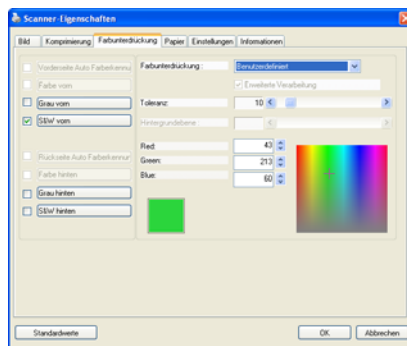 Scanner-Eigenschaften
Bild Komprimierung Farbunterdrückung Papier Einstellungen Informationen
Vorderseite Auto Farberkennur
Farbe vorn
Grau vorn
S&W vorn
Rückseite Auto Farberkennur
Farbe hinten
Grau hinten
S&W hinten
Farbunterdrückung : Benutzerdefiniert
Erweiterte Verarbeitung
Toleranz: 10
Hintergrundebene :
Red: 43
Green: 213
Blue: 60
Standardwerte OK Abbrechen